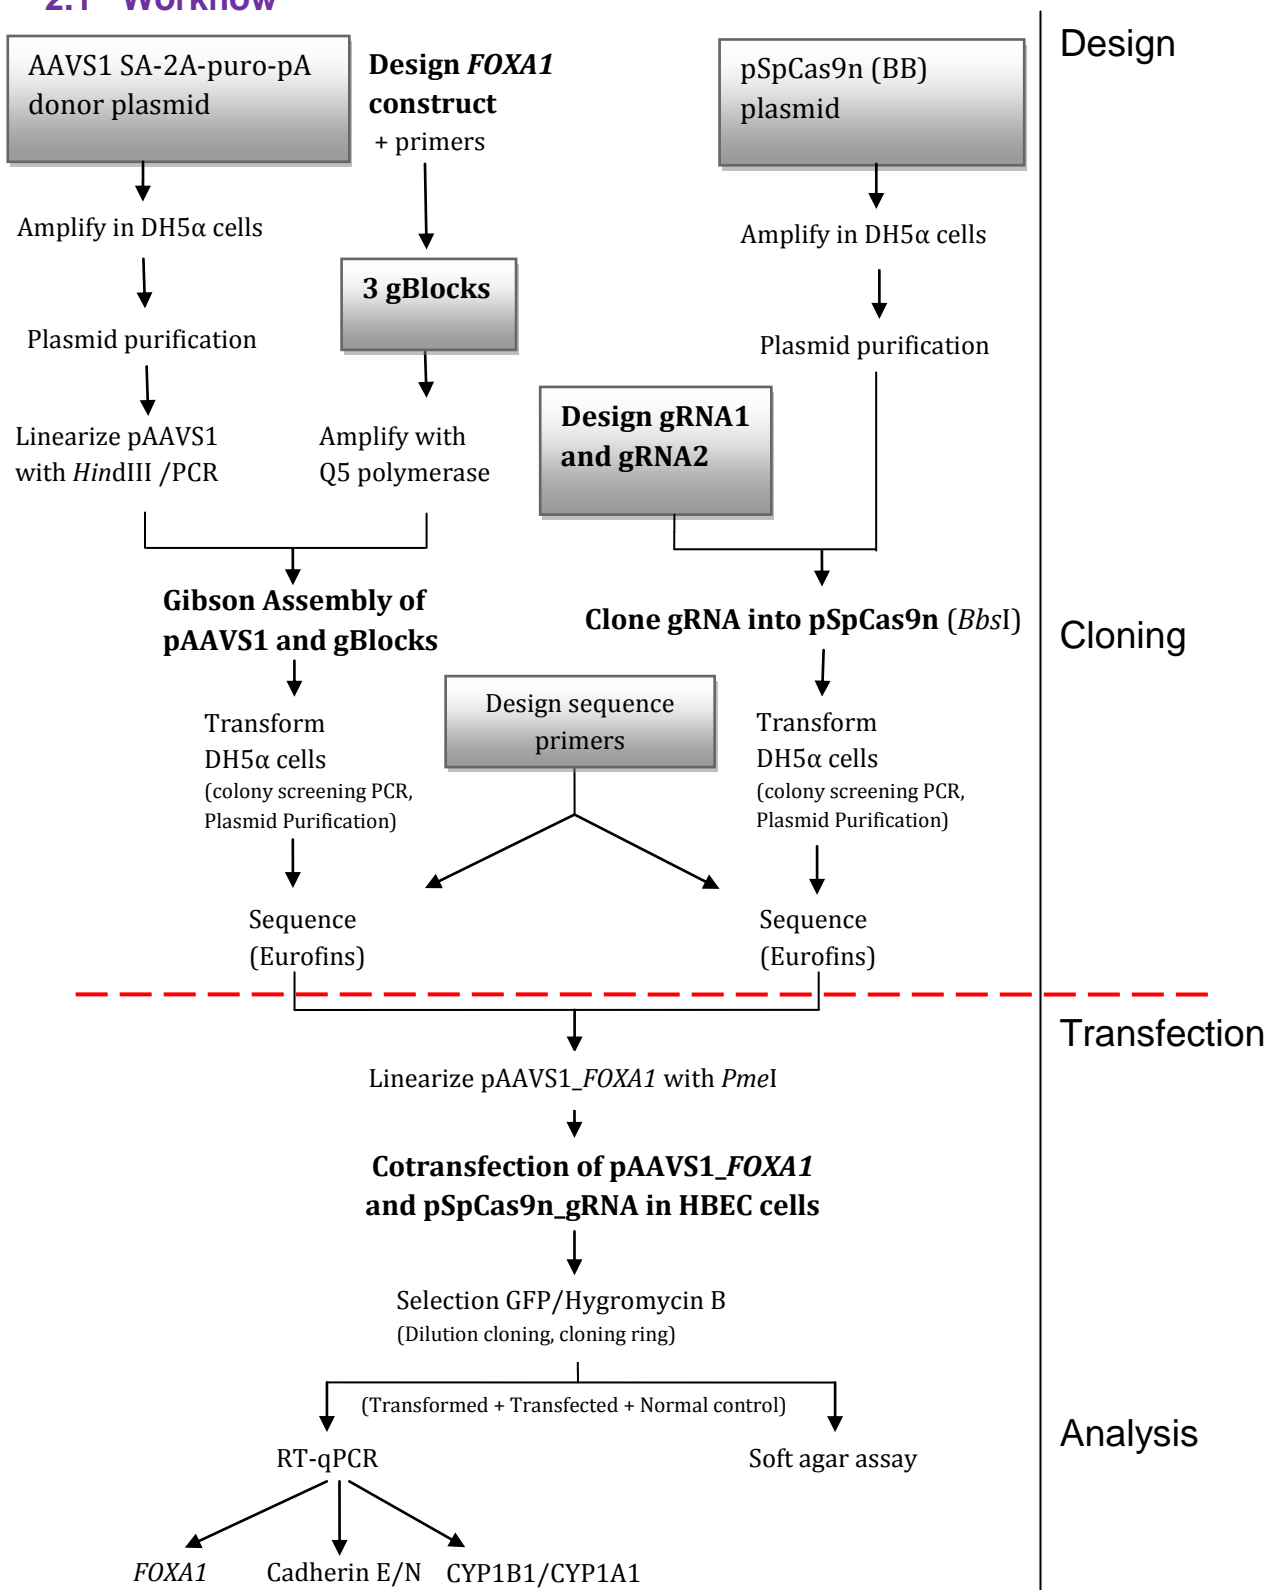 2.1 Workflow
Design
AAVS1 SA-2A-puro-pA
donor plasmid
Design FOXA1
construct
+ primers
pSpCas9n (BB)
plasmid
Amplify in DH5α cells
Amplify in DH5α cells
3 gBlocks
Plasmid purification
Plasmid purification
Design gRNA1
and gRNA2
Linearize pAAVS1
with HindIII /PCR
Amplify with
Q5 polymerase
Gibson Assembly of
pAAVS1 and gBlocks
Clone gRNA into pSpCas9n (BbsI)
Cloning
Design sequence
primers
Transform
DH5α cells
(colony screening PCR,
Plasmid Purification)
Transform
DH5α cells
(colony screening PCR,
Plasmid Purification)
Sequence
(Eurofins)
Sequence
(Eurofins)
Transfection
Linearize pAAVS1_FOXA1 with PmeI
Cotransfection of pAAVS1_FOXA1
and pSpCas9n_gRNA in HBEC cells
Selection GFP/Hygromycin B
(Dilution cloning, cloning ring)
(Transformed + Transfected + Normal control)
Analysis
RT-qPCR
Soft agar assay
FOXA1
Cadherin E/N
CYP1B1/CYP1A1